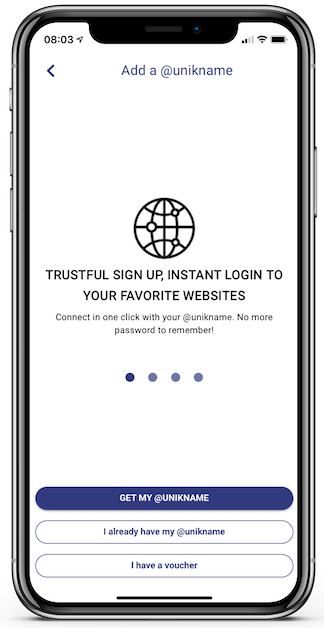 08:03
Add a @unikname
TRUSTFUL SIGN UP, INSTANT LOGIN TO
YOUR FAVORITE WEBSITES
Connect in one click with your @unikname. No more
password to remember!
GET MY @UNIKNAME
I already have my @unikname
I have a voucher